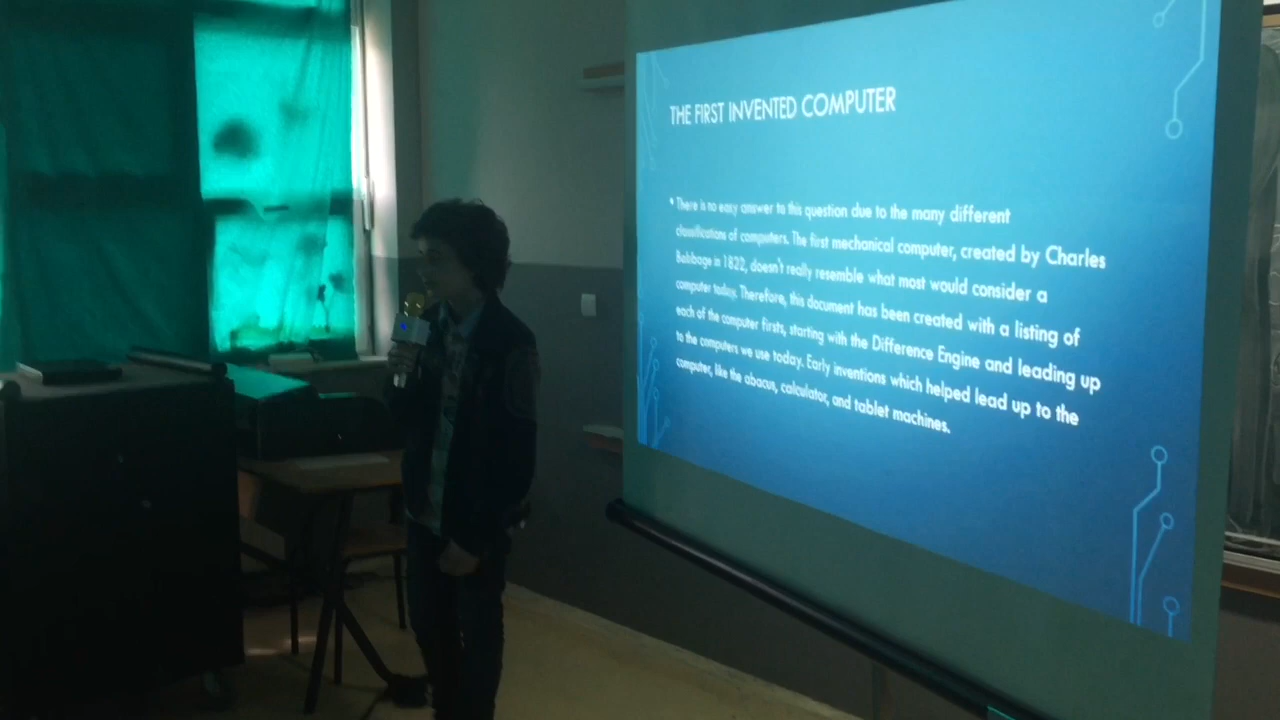 THE FIRST INVENTED COMPUTER
• There is no easy answer to this question due to the many different
classifications of computers. The first mechanical computer, created by Charles
Babbage in 1822, doesn't really resemble what most would consider a
computer today. Therefore, this document has been created with a listing of
each of the computer firsts, starting with the Difference Engine and leading up
to the computers we use today. Early inventions which helped lead up to the
computer, like the abacus, calculator, and tablet machines.